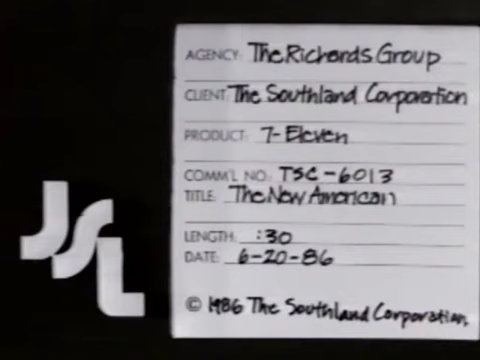 AGENCY: The Richards Group
CLIENT: The Southland Corporation
PRODUCT: 7-Eleven
COMM'L NO.: TSC-6013
TITLE: The New American
LENGTH: :30
DATE: 6-20-86
JSL
© 1986 The Southland Corporation